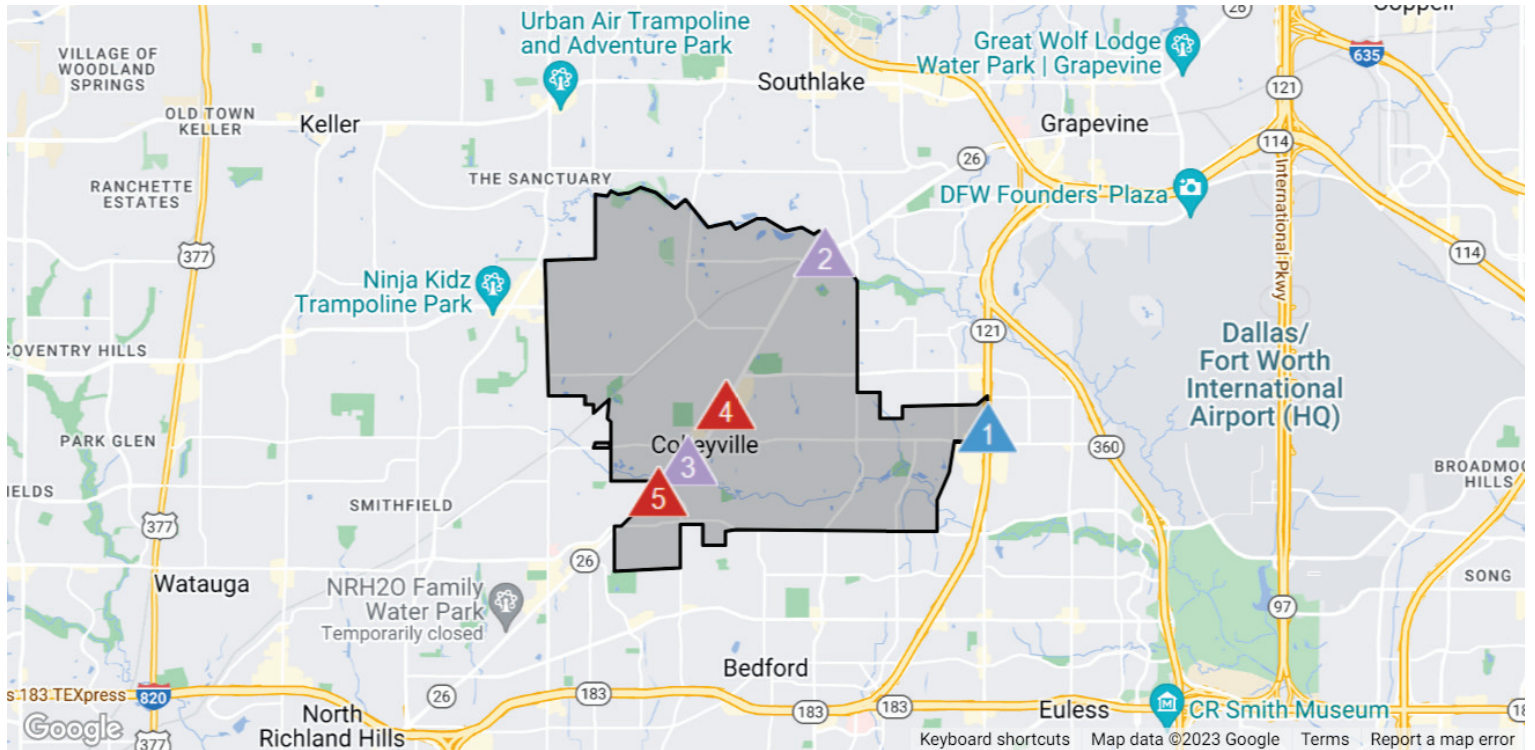 Urban Air Trampoline
and Adventure Park
VILLAGE OF
WOODLAND
SPRINGS
Great Wolf Lodge
Water Park | Grapevine
26
635
Southlake
121
OLD TOWN
KELLER
Keller
Grapevine
114
26
THE SANCTUARY
RANCHETTE
ESTATES
DFW Founders' Plaza
International Pkwy
377
2
114
Ninja Kidz
Trampoline Park
121
COVENTRY HILLS
Dallas/
Fort Worth
International
Airport (HQ)
4
PARK GLEN
Colleyville
1
360
3
5
BROADMOO
HILLS
IELDS
SMITHFIELD
377
26
Watauga
NRH2O Family
Water Park
Temporarily closed
SONG
97
Bedford
s 183 TEXpress
820
26
183
183
183
Euless
CR Smith Museum
18
North
Richland Hills
Google
377
Keyboard shortcuts
Map data ©2023 Google
Terms
Report a map error